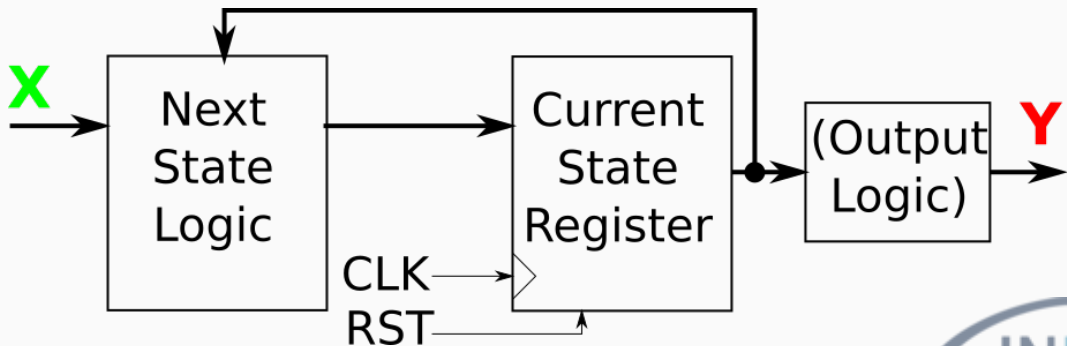 X
Next
State
Logic
Current
State
Register
(Output
Logic)
Y
CLK
RST